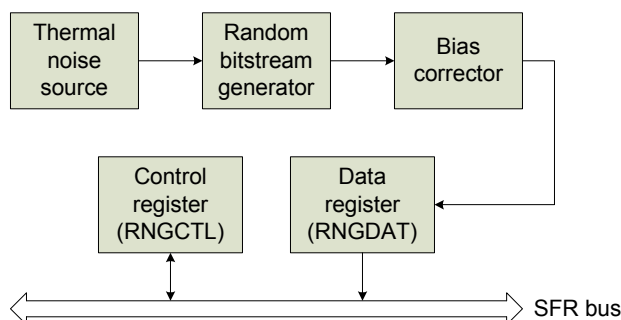 Thermal
noise
source
Random
bitstream
generator
Bias
corrector
Control
register
(RNGCTL)
Data
register
(RNGDAT)
SFR bus